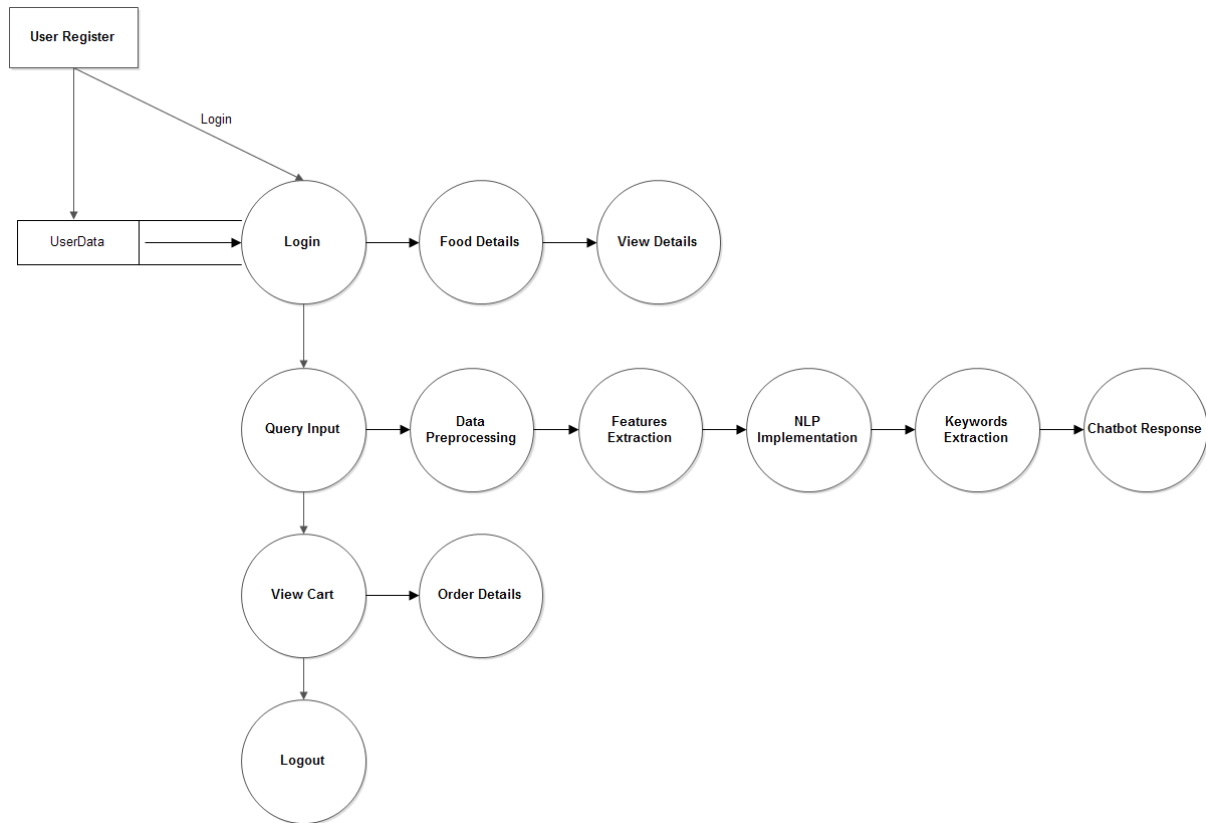 User Register
Login
UserData
Login
Food Details
View Details
Query Input
Data
Preprocessing
Features
Extraction
NLP
Implementation
Keywords
Extraction
Chatbot Response
View Cart
Order Details
Logout